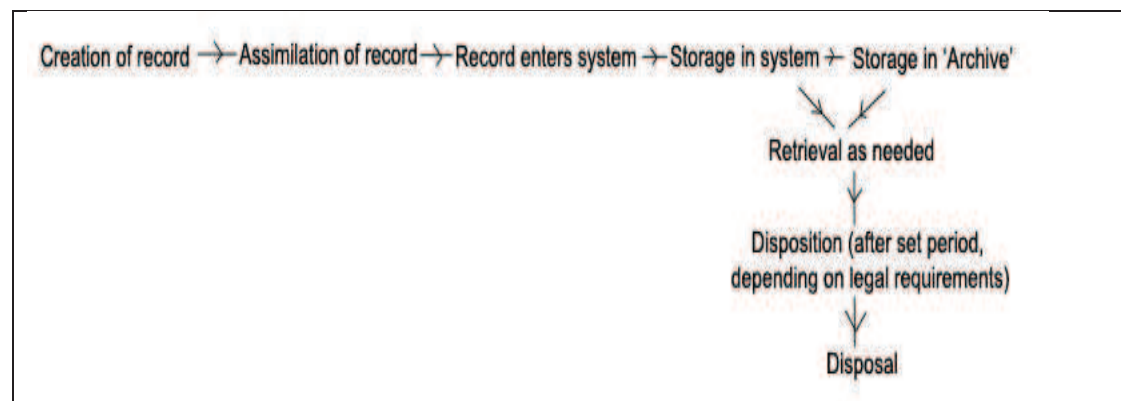 Creation of record Assimilation of record Record enters system Storage in system Storage in 'Archive'
Retrieval as needed
Disposition (after set period,
depending on legal requirements)
Disposal